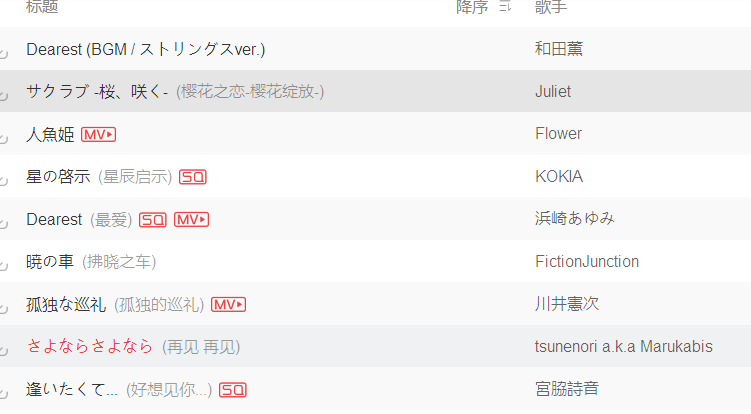 标题 降序 歌手
Dearest (BGM / ストリングスver.) 和田薫
サクラブ -桜、咲く- (樱花之恋-樱花绽放-) Juliet
人魚姫 MV Flower
星の啓示 (星辰启示) SQ KOKIA
Dearest (最爱) SQ MV 浜崎あゆみ
暁の車 (拂晓之车) FictionJunction
孤独な巡礼 (孤独的巡礼) MV 川井憲次
さよならさよなら (再见 再见) tsunenori a.k.a Marukabis
逢いたくて... (好想见你...) SQ 宮脇詩音